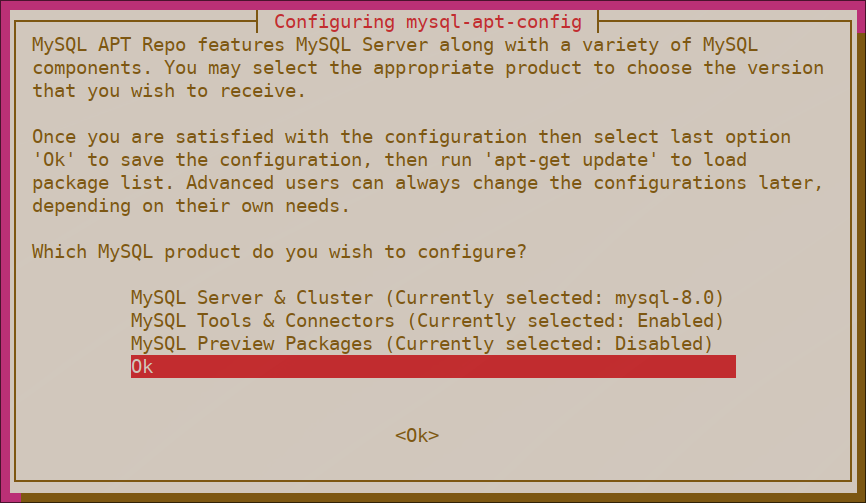 Configuring mysql-apt-config
MySQL APT Repo features MySQL Server along with a variety of MySQL
components. You may select the appropriate product to choose the version
that you wish to receive.
Once you are satisfied with the configuration then select last option
'Ok' to save the configuration, then run 'apt-get update' to load
package list. Advanced users can always change the configurations later,
depending on their own needs.
Which MySQL product do you wish to configure?
MySQL Server & Cluster (Currently selected: mysql-8.0)
MySQL Tools & Connectors (Currently selected: Enabled)
MySQL Preview Packages (Currently selected: Disabled)
Ok
<Ok>